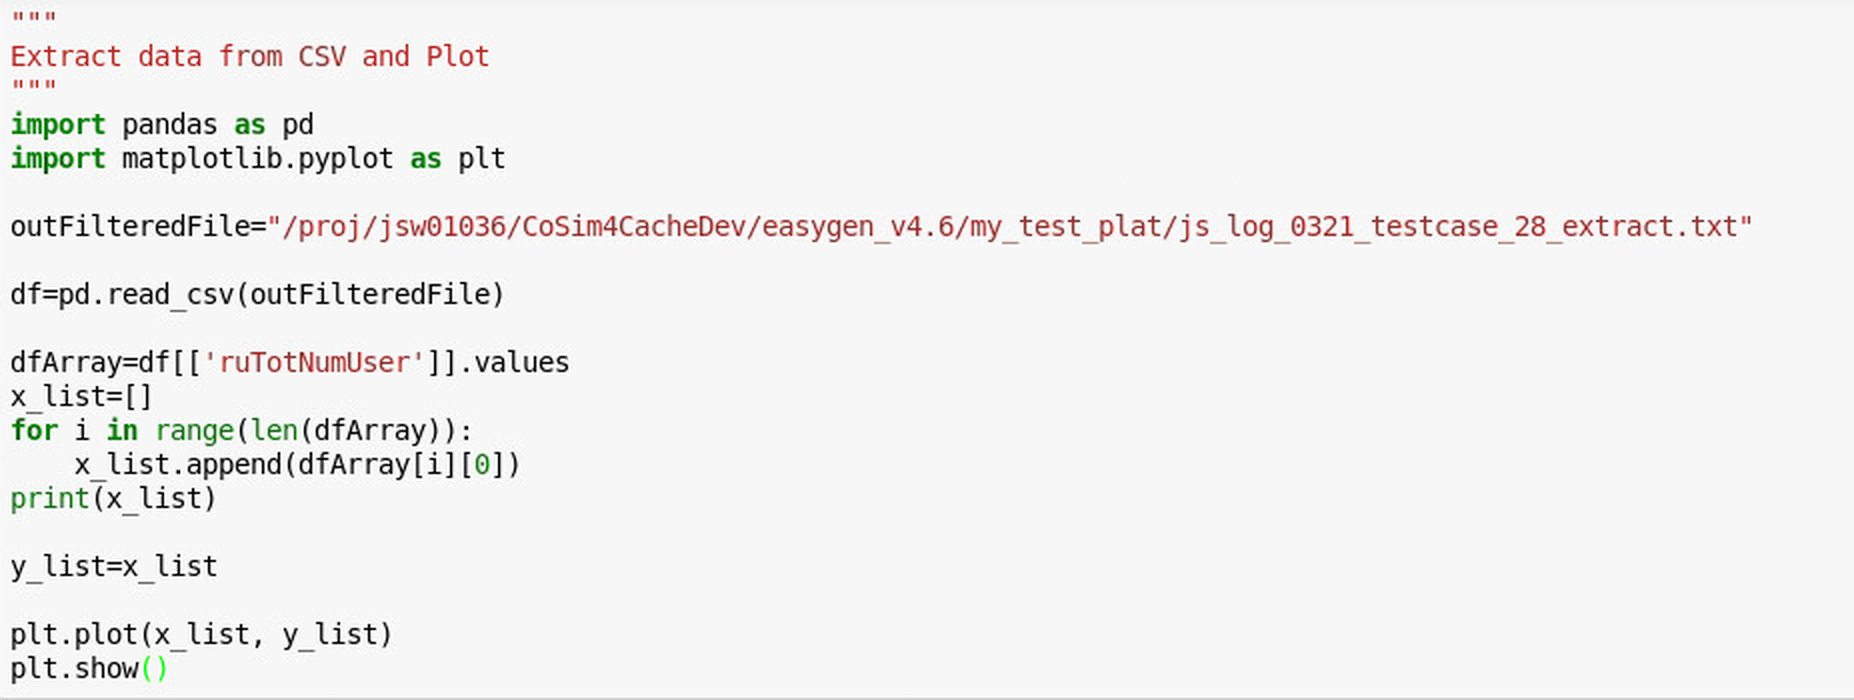 """
Extract data from CSV and Plot
"""
import pandas as pd
import matplotlib.pyplot as plt
outFilteredFile="/proj/jsw01036/CoSim4CacheDev/easygen_v4.6/my_test_plat/js_log_0321_testcase_28_extract.txt"
df=pd.read_csv(outFilteredFile)
dfArray=df[['ruTotNumUser']].values
x_list=[]
for i in range(len(dfArray)):
    x_list.append(dfArray[i][0])
print(x_list)
y_list=x_list
plt.plot(x_list, y_list)
plt.show()